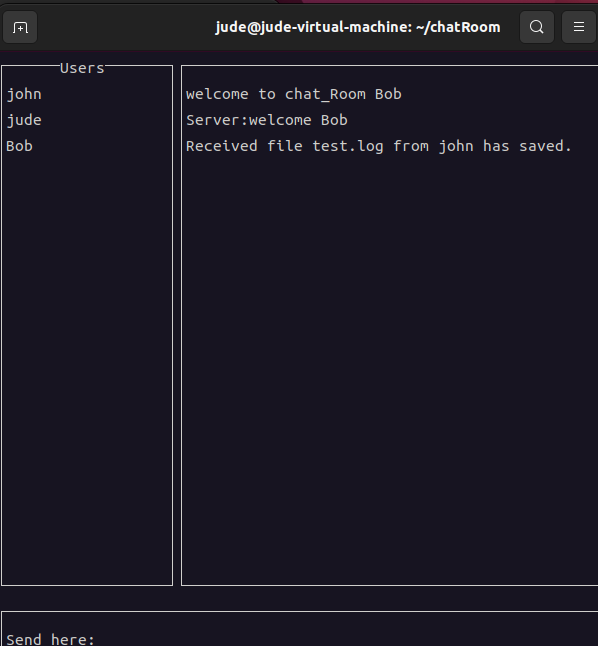 jude@jude-virtual-machine: ~/chatRoom
Users
john
jude
Bob
welcome to chat_Room Bob
Server:welcome Bob
Received file test.log from john has saved.
Send here: